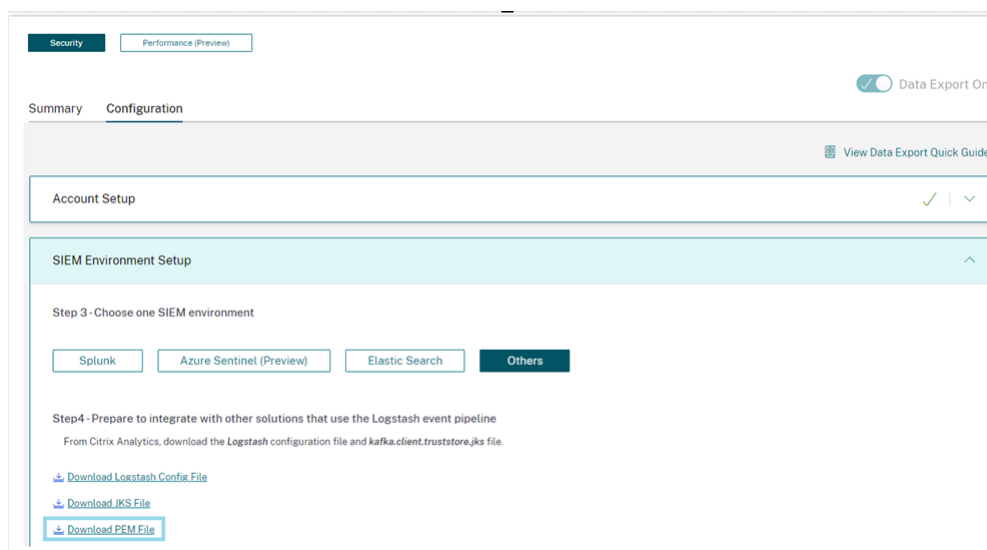 Security Performance (Preview)
Data Export On
Summary Configuration
View Data Export Quick Guide
Account Setup
SIEM Environment Setup
Step 3 - Choose one SIEM environment
Splunk Azure Sentinel (Preview) Elastic Search Others
Step4 - Prepare to integrate with other solutions that use the Logstash event pipeline
From Citrix Analytics, download the Logstash configuration file and kafka.client.truststore.jks file.
Download Logstash Config File
Download JKS File
Download PEM File